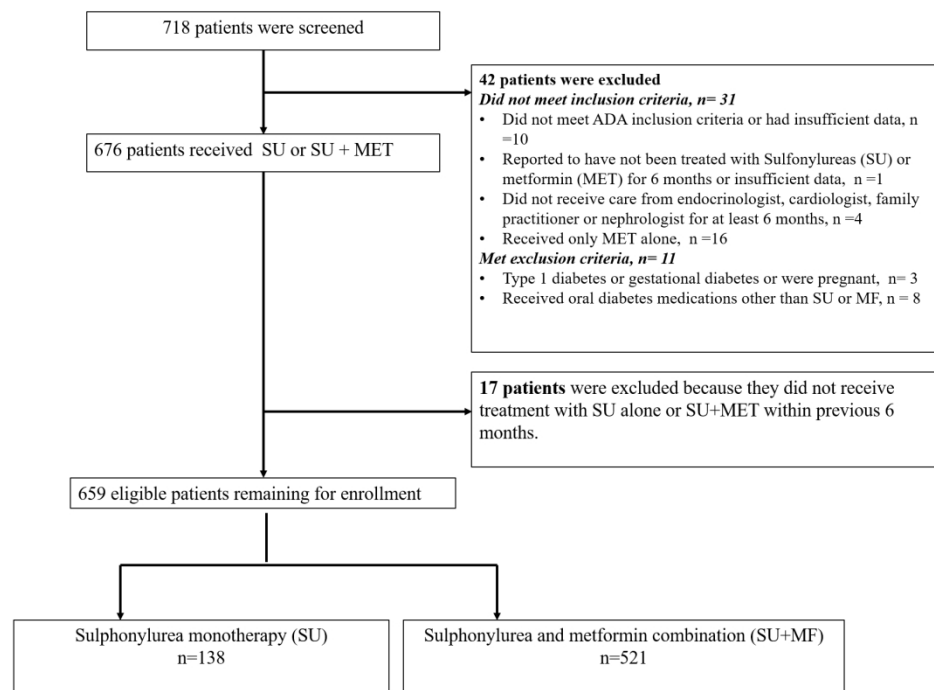 718 patients were screened
42 patients were excluded
Did not meet inclusion criteria, n= 31
• Did not meet ADA inclusion criteria or had insufficient data, n
=10
• Reported to have not been treated with Sulfonylureas (SU) or
metformin (MET) for 6 months or insufficient data, n =1
• Did not receive care from endocrinologist, cardiologist, family
practitioner or nephrologist for at least 6 months, n =4
• Received only MET alone, n =16
Met exclusion criteria, n= 11
• Type 1 diabetes or gestational diabetes or were pregnant, n= 3
• Received oral diabetes medications other than SU or MF, n = 8
676 patients received SU or SU + MET
17 patients were excluded because they did not receive
treatment with SU alone or SU+MET within previous 6
months.
659 eligible patients remaining for enrollment
Sulphonylurea monotherapy (SU)
n=138
Sulphonylurea and metformin combination (SU+MF)
n=521